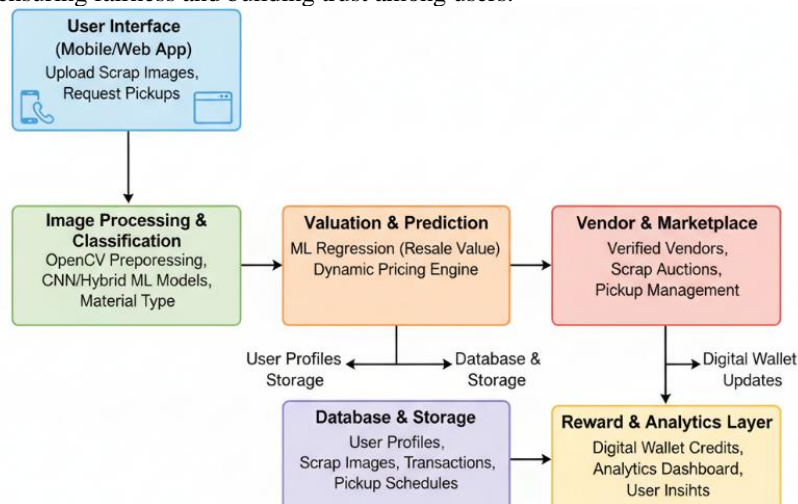 ensuring fairness and building trust among users.
User Interface
(Mobile/Web App)
Upload Scrap Images,
Request Pickups
Image Processing &
Classification
OpenCV Preporessing,
CNN/Hybrid ML Models,
Material Type
Valuation & Prediction
ML Regression (Resale Value)
Dynamic Pricing Engine
Vendor & Marketplace
Verified Vendors,
Scrap Auctions,
Pickup Management
User Profiles
Storage
Database &
Storage
Digital Wallet
Updates
Database & Storage
User Profiles,
Scrap Images, Transactions,
Pickup Schedules
Reward & Analytics Layer
Digital Wallet Credits,
Analytics Dashboard,
User Insihts